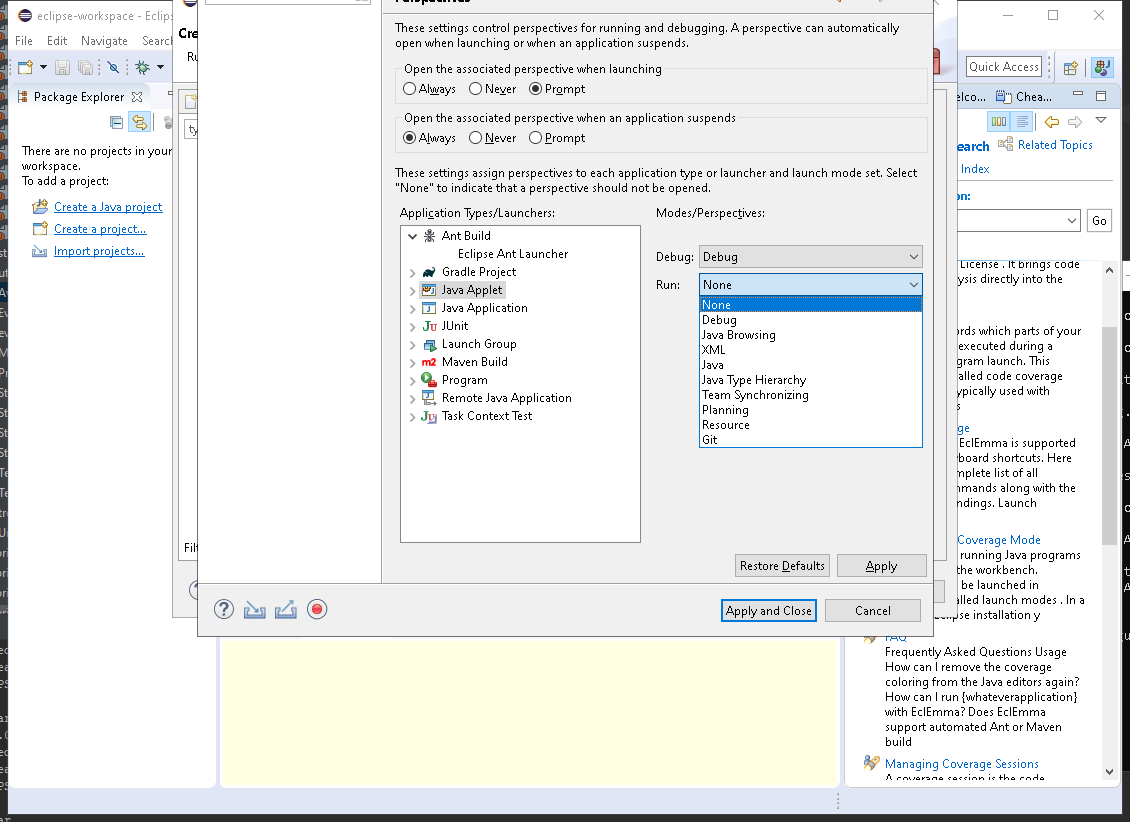 eclipse-workspace - Eclips
File Edit Navigate Search
Package Explorer
There are no projects in your
workspace.
To add a project:
Create a Java project
Create a project...
Import projects...
Cre
Ru
ty
Filt
Perspectives
These settings control perspectives for running and debugging. A perspective can automatically
open when launching or when an application suspends.
Open the associated perspective when launching
Always Never Prompt
Open the associated perspective when an application suspends
Always Never Prompt
These settings assign perspectives to each application type or launcher and launch mode set. Select
"None" to indicate that a perspective should not be opened.
Application Types/Launchers:
Ant Build
Eclipse Ant Launcher
Gradle Project
Java Applet
Java Application
JUnit
Launch Group
Maven Build
Program
Remote Java Application
Task Context Test
Modes/Perspectives:
Debug: Debug
Run: None
None
Debug
Java Browsing
XML
Java
Java Type Hierarchy
Team Synchronizing
Planning
Resource
Git
Restore Defaults Apply
Apply and Close Cancel
Quick Access
elco... Chea...
earch Related Topics
Index
on:
Go
License . It brings code
ysis directly into the
rds which parts of your
executed during a
gram launch. This
alled code coverage
ypically used with
s
ge
EclEmma is supported
board shortcuts. Here
mplete list of all
mmands along with the
ndings. Launch
Coverage Mode
running Java programs
the workbench.
be launched in
alled launch modes . In a
clipse installation y
FAQ
Frequently Asked Questions Usage
How can I remove the coverage
coloring from the Java editors again?
How can I run {whateverapplication}
with EclEmma? Does EclEmma
support automated Ant or Maven
build
Managing Coverage Sessions
A coverage session is the code